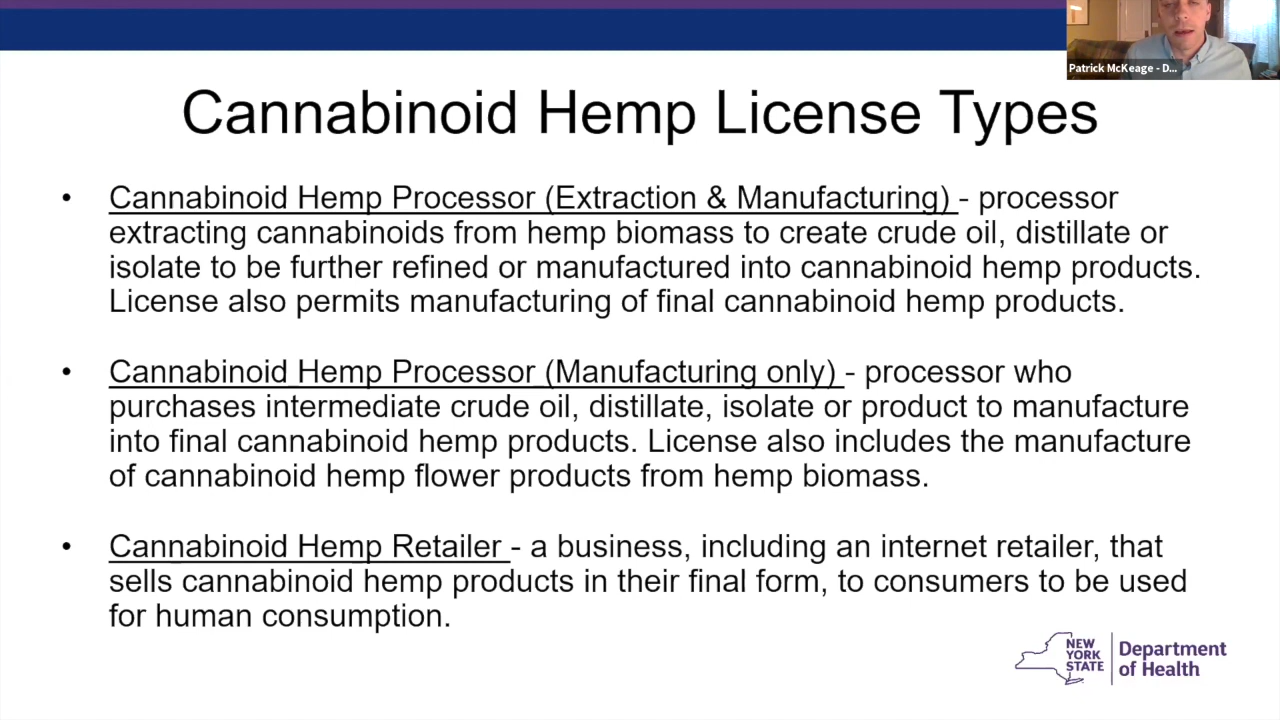 Patrick McKeage - D...
Cannabinoid Hemp License Types
• Cannabinoid Hemp Processor (Extraction & Manufacturing) - processor
extracting cannabinoids from hemp biomass to create crude oil, distillate or
isolate to be further refined or manufactured into cannabinoid hemp products.
License also permits manufacturing of final cannabinoid hemp products.
• Cannabinoid Hemp Processor (Manufacturing only) - processor who
purchases intermediate crude oil, distillate, isolate or product to manufacture
into final cannabinoid hemp products. License also includes the manufacture
of cannabinoid hemp flower products from hemp biomass.
• Cannabinoid Hemp Retailer - a business, including an internet retailer, that
sells cannabinoid hemp products in their final form, to consumers to be used
for human consumption.
NEW
YORK
STATE
Department
of Health